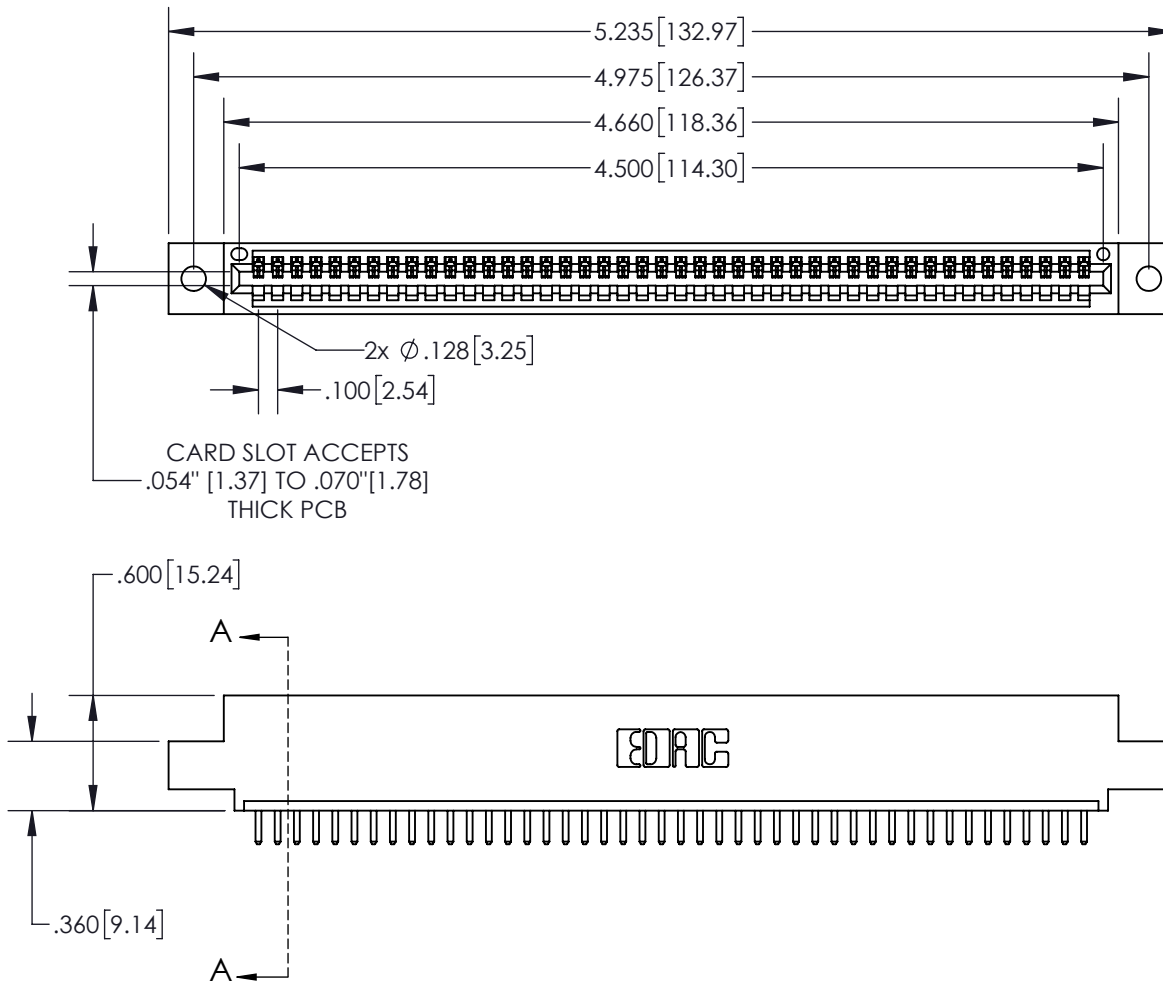 5.235[132.97]
4.975[126.37]
4.660[118.36]
4.500[114.30]
2x ∅.128[3.25]
.100[2.54]
CARD SLOT ACCEPTS
.054" [1.37] TO .070"[1.78]
THICK PCB
.600[15.24]
A
EDAC
.360[9.14]
A